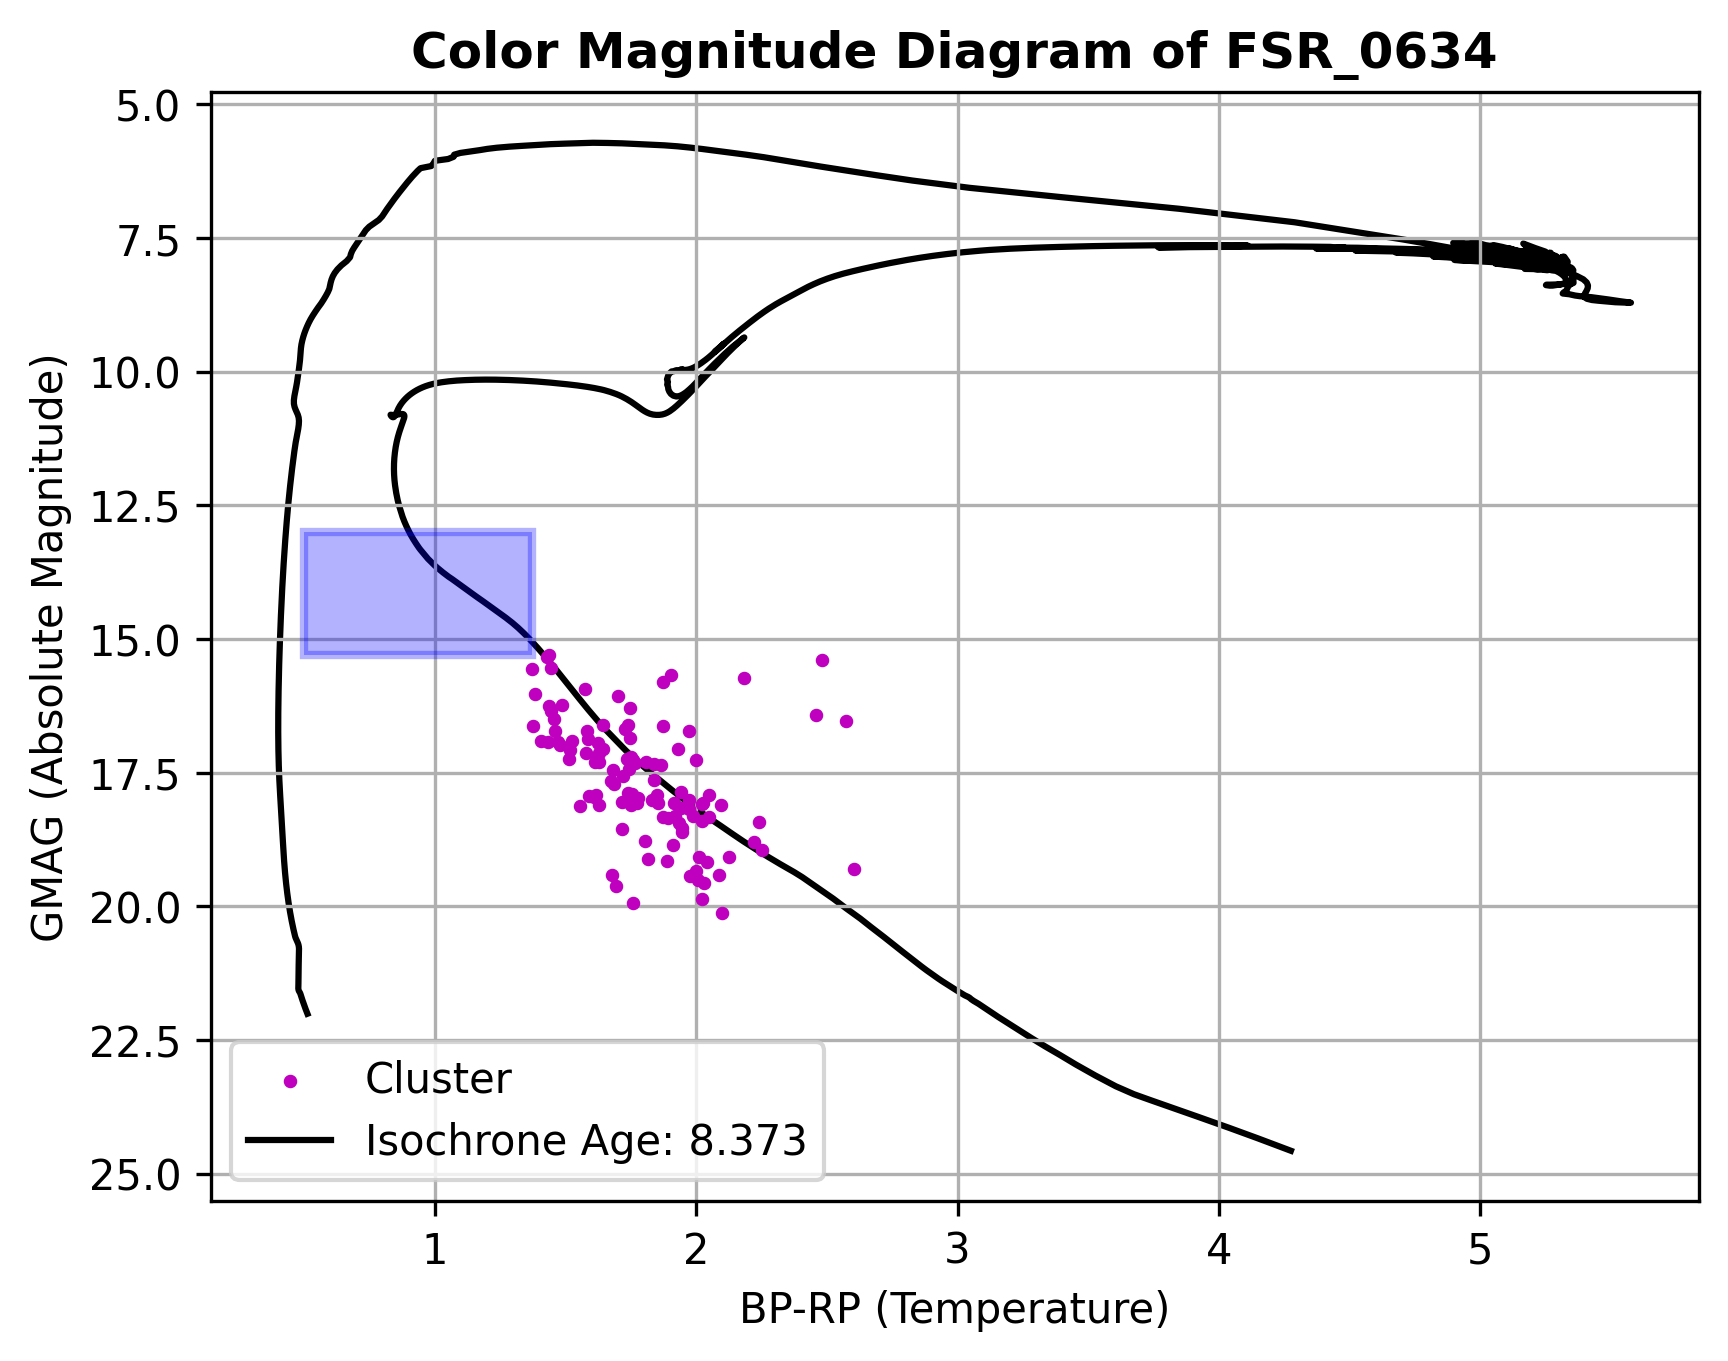 Color Magnitude Diagram of FSR_0634
GMAG (Absolute Magnitude)
5.0
7.5
10.0
12.5
15.0
17.5
20.0
22.5
25.0
Cluster
Isochrone Age: 8.373
1 2 3 4 5
BP-RP (Temperature)